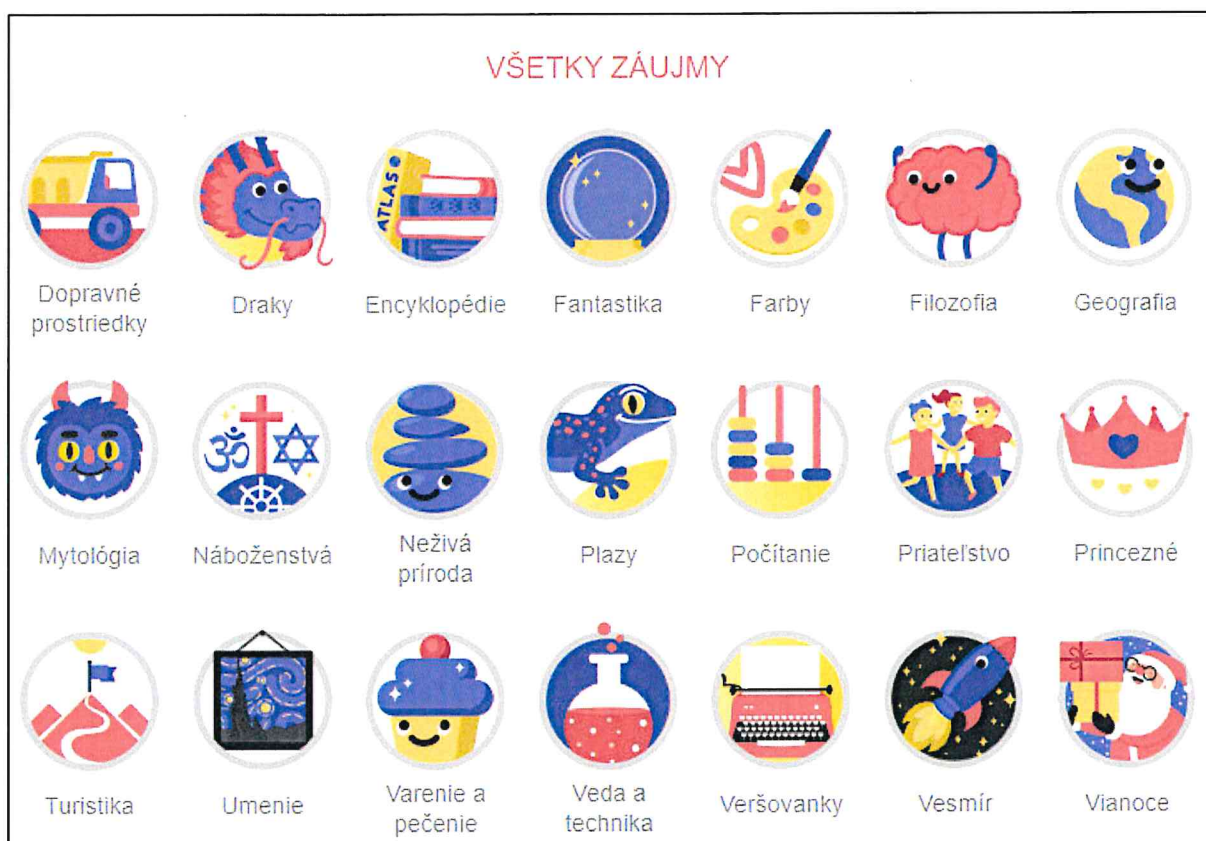 VŠETKY ZÁUJMY
ATLAS
Dopravné
prostriedky
Draky
Encyklopédie
Fantastika
Farby
Filozofia
Geografia
Mytológia
Náboženstvá
Neživá
príroda
Plazy
Počítanie
Priateľstvo
Princezné
Turistika
Umenie
Varenie a
pečenie
Veda a
technika
Veršovanky
Vesmír
Vianoce